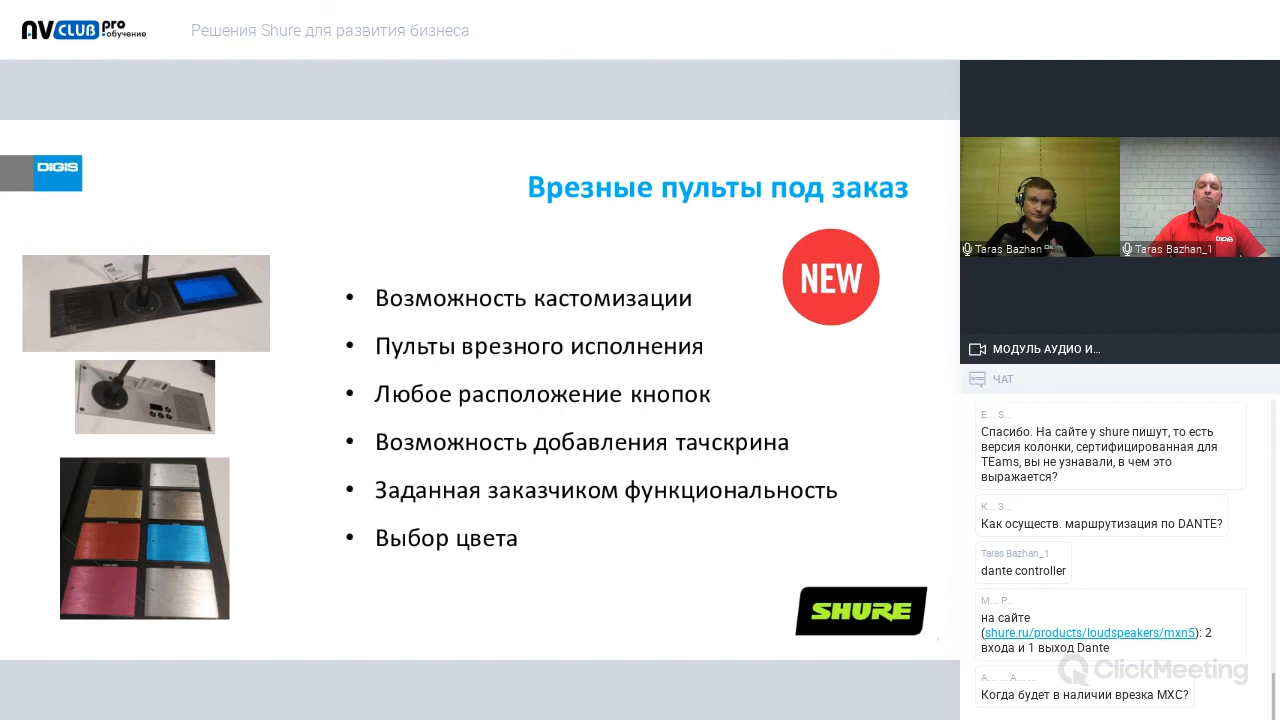 AVCLUB pro обучение
Решения Shure для развития бизнеса
DIGIS
Врезные пульты под заказ
NEW
• Возможность кастомизации
• Пульты врезного исполнения
• Любое расположение кнопок
• Возможность добавления тачскрина
• Заданная заказчиком функциональность
• Выбор цвета
SHURE
Taras Bazhan
Taras Bazhan_1
DIGIS
МОДУЛЬ АУДИО И...
ЧАТ
E... S...
Спасибо. На сайте у shure пишут, то есть
версия колонки, сертифицированная для
TEams, вы не узнавали, в чем это
выражается?
К... З...
Как осуществ. маршрутизация по DANTE?
Taras Bazhan_1
dante controller
М... Р...
на сайте
(shure.ru/products/loudspeakers/mxn5): 2
входа и 1 выход Dante
А... ... А... ...
Когда будет в наличии врезка MXC?
ClickMeeting